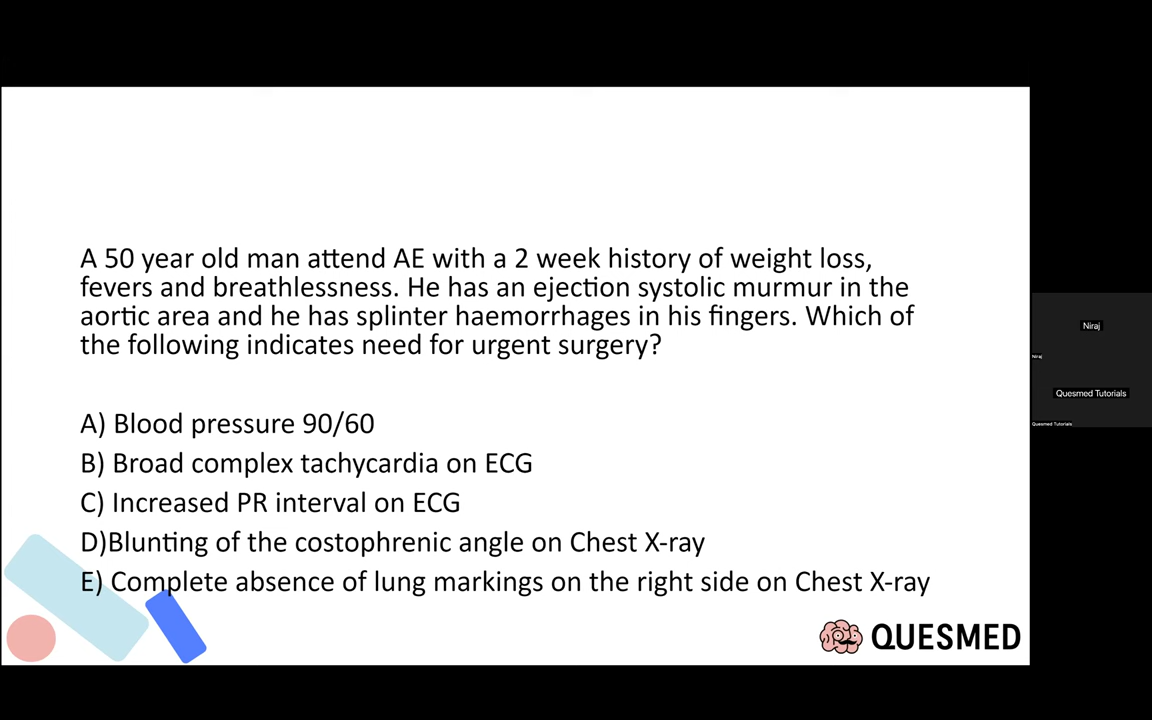 A 50 year old man attend AE with a 2 week history of weight loss,
fevers and breathlessness. He has an ejection systolic murmur in the
aortic area and he has splinter haemorrhages in his fingers. Which of
the following indicates need for urgent surgery?
A) Blood pressure 90/60
B) Broad complex tachycardia on ECG
C) Increased PR interval on ECG
D)Blunting of the costophrenic angle on Chest X-ray
E) Complete absence of lung markings on the right side on Chest X-ray
QUESMED
Niraj
Niraj
Quesmed Tutorials
Quesmed Tutorials